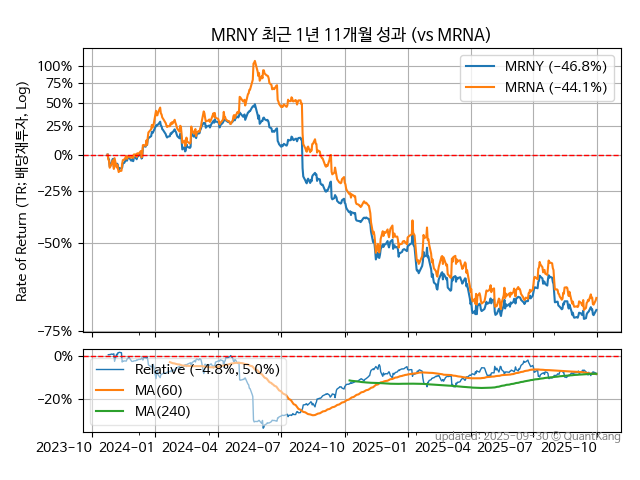 MRNY 최근 1년 11개월 성과 (vs MRNA)
Rate of Return (TR: 배당재투자, Log)
100%
75%
50%
25%
0%
−25%
−50%
−75%
MRNY (−46.8%)
MRNA (−44.1%)
0%
−20%
Relative (−4.8%, 5.0%)
MA(60)
MA(240)
2023-10 2024-01 2024-04 2024-07 2024-10 2025-01 2025-04 2025-07 2025-10
updated: 2025-09-30 © QuantKang